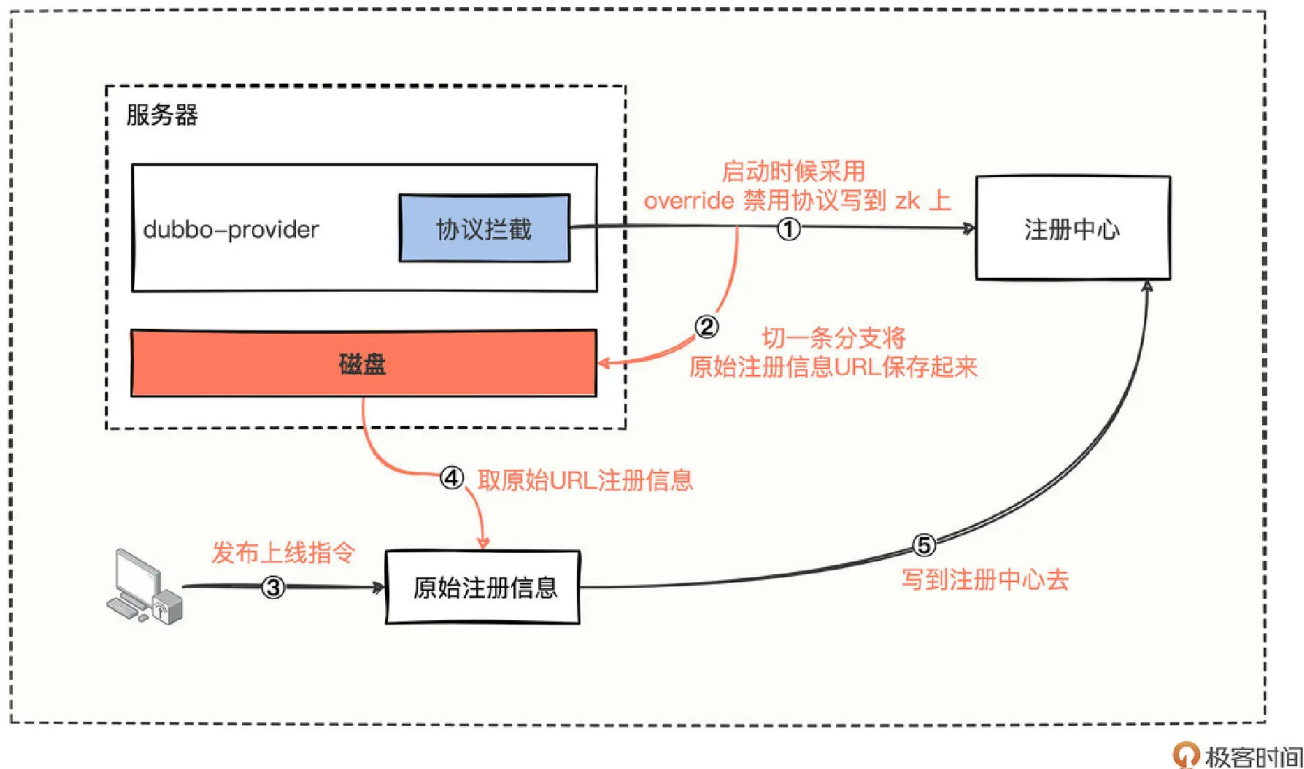 服务器
dubbo-provider
协议拦截
启动时候采用
override 禁用协议写到 zk 上
①
注册中心
②
切一条分支将
原始注册信息URL保存起来
磁盘
④
取原始URL注册信息
发布上线指令
③
原始注册信息
⑤
写到注册中心去
极客时间